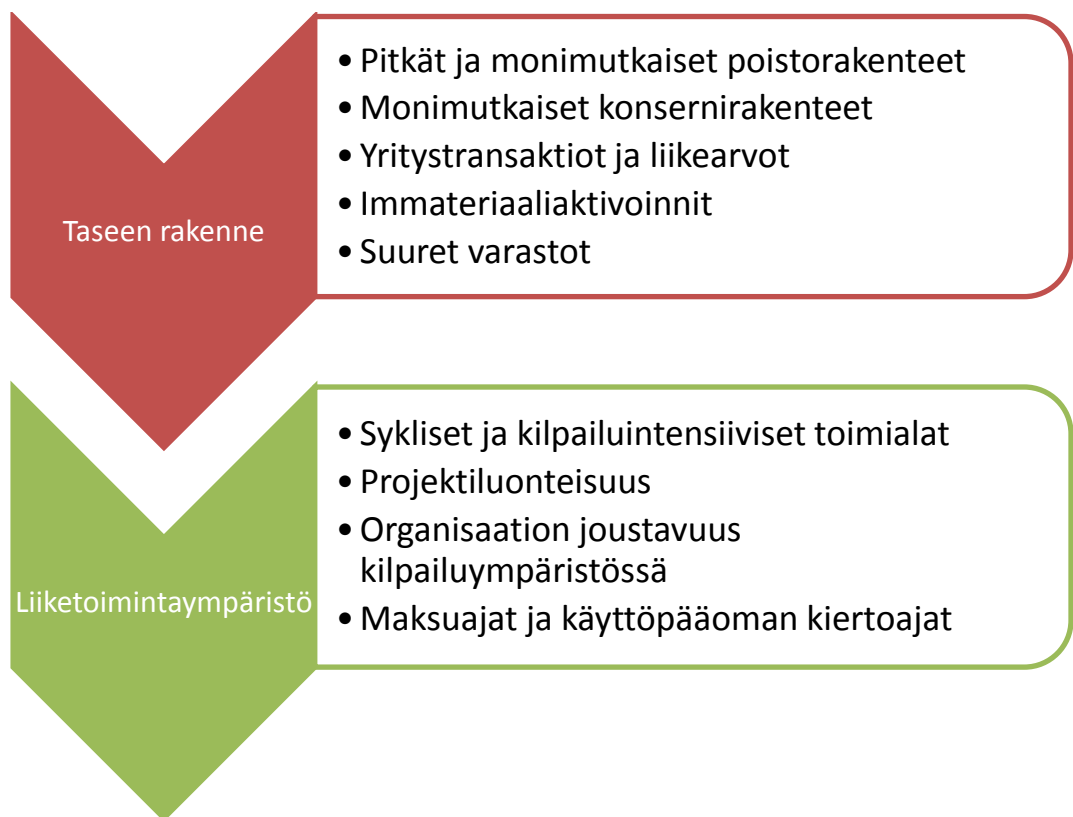 Taseen rakenne
• Pitkät ja monimutkaiset poistorakenteet
• Monimutkaiset konsernirakenteet
• Yritystransaktiot ja liikearvot
• Immateriaaliaktivoinnit
• Suuret varastot
Liiketoimintaympäristö
• Sykliset ja kilpailuintensiiviset toimialat
• Projektiluonteisuus
• Organisaation joustavuus
kilpailuympäristössä
• Maksuajat ja käyttöpääoman kiertoajat